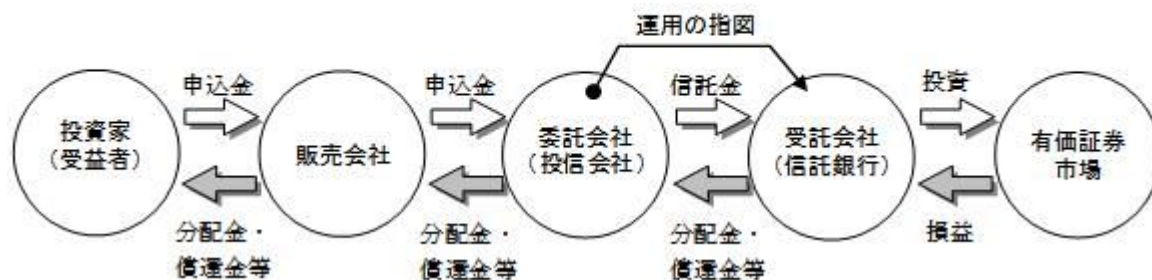 運用の指図
申込金
申込金
信託金
投資
投資家
(受益者)
販売会社
委託会社
(投信会社)
受託会社
(信託銀行)
有価証券
市場
分配金・
償還金等
分配金・
償還金等
分配金・
償還金等
損益